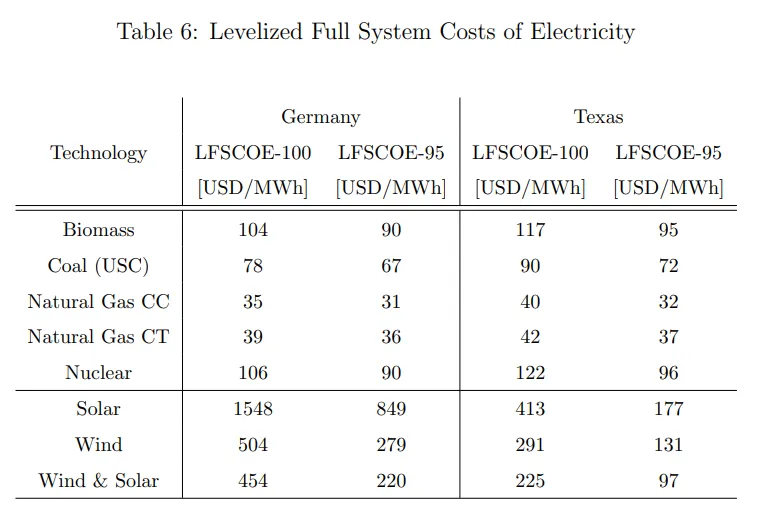 Table 6: Levelized Full System Costs of Electricity
Germany Texas
Technology LFSCOE-100 LFSCOE-95 LFSCOE-100 LFSCOE-95
[USD/MWh] [USD/MWh] [USD/MWh] [USD/MWh]
Biomass 104 90 117 95
Coal (USC) 78 67 90 72
Natural Gas CC 35 31 40 32
Natural Gas CT 39 36 42 37
Nuclear 106 90 122 96
Solar 1548 849 413 177
Wind 504 279 291 131
Wind & Solar 454 220 225 97